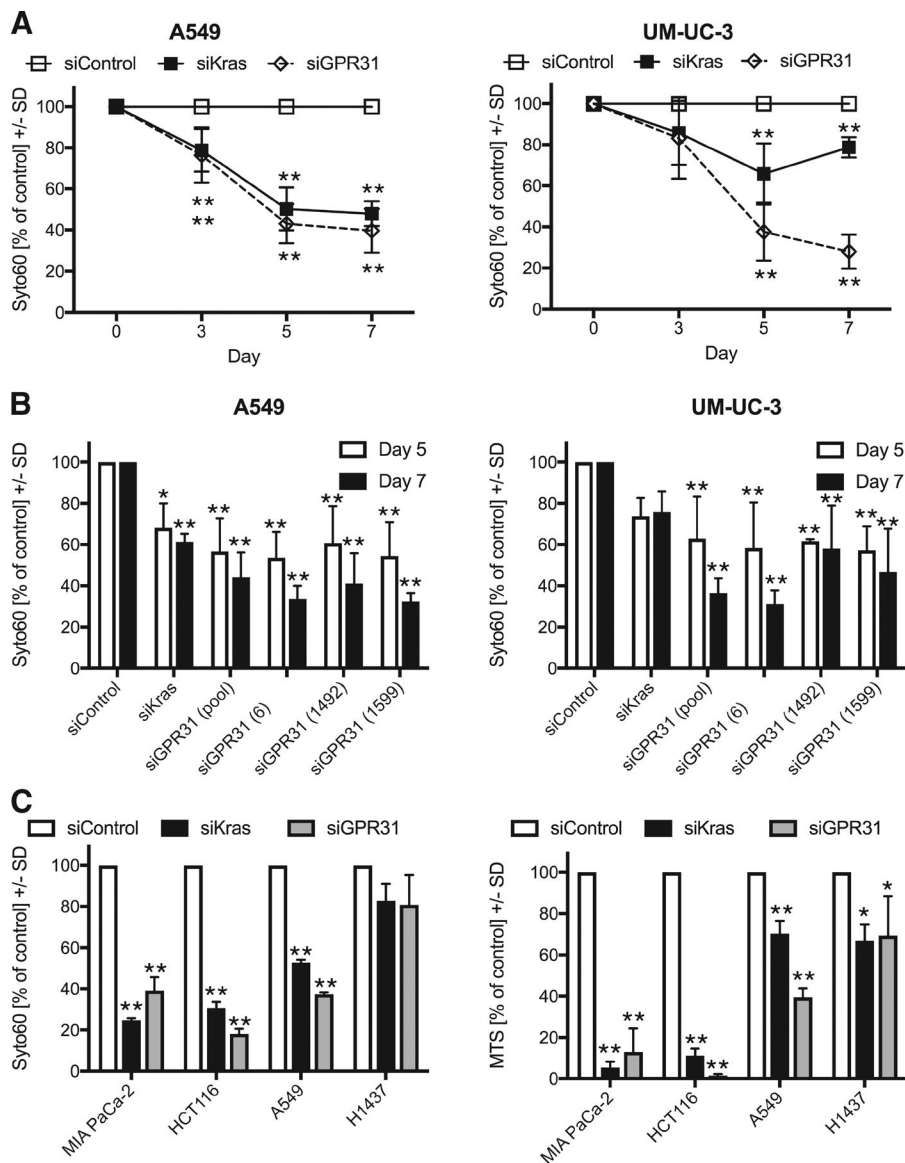 A
A549
siControl siKras siGPR31
Syto60 [% of control] +/- SD
100
80
60
40
20
0
** ** **
**
** **
0 3 5 7
Day
UM-UC-3
siControl siKras siGPR31
Syto60 [% of control] +/- SD
100
80
60
40
20
0
** **
** **
0 3 5 7
Day
B
A549
Day 5
Day 7
Syto60 [% of control] +/- SD
100
80
60
40
20
0
* ** ** ** ** ** ** ** ** **
siControl siKras siGPR31 (pool) siGPR31 (6) siGPR31 (1492) siGPR31 (1599)
UM-UC-3
Day 5
Day 7
Syto60 [% of control] +/- SD
100
80
60
40
20
0
** ** ** ** ** ** ** **
siControl siKras siGPR31 (pool) siGPR31 (6) siGPR31 (1492) siGPR31 (1599)
C
siControl siKras siGPR31
Syto60 [% of control] +/- SD
100
80
60
40
20
0
** ** ** ** ** **
MIA PaCa-2 HCT116 A549 H1437
siControl siKras siGPR31
MTS [% of control] +/- SD
100
80
60
40
20
0
** ** ** ** ** ** * *
MIA PaCa-2 HCT116 A549 H1437